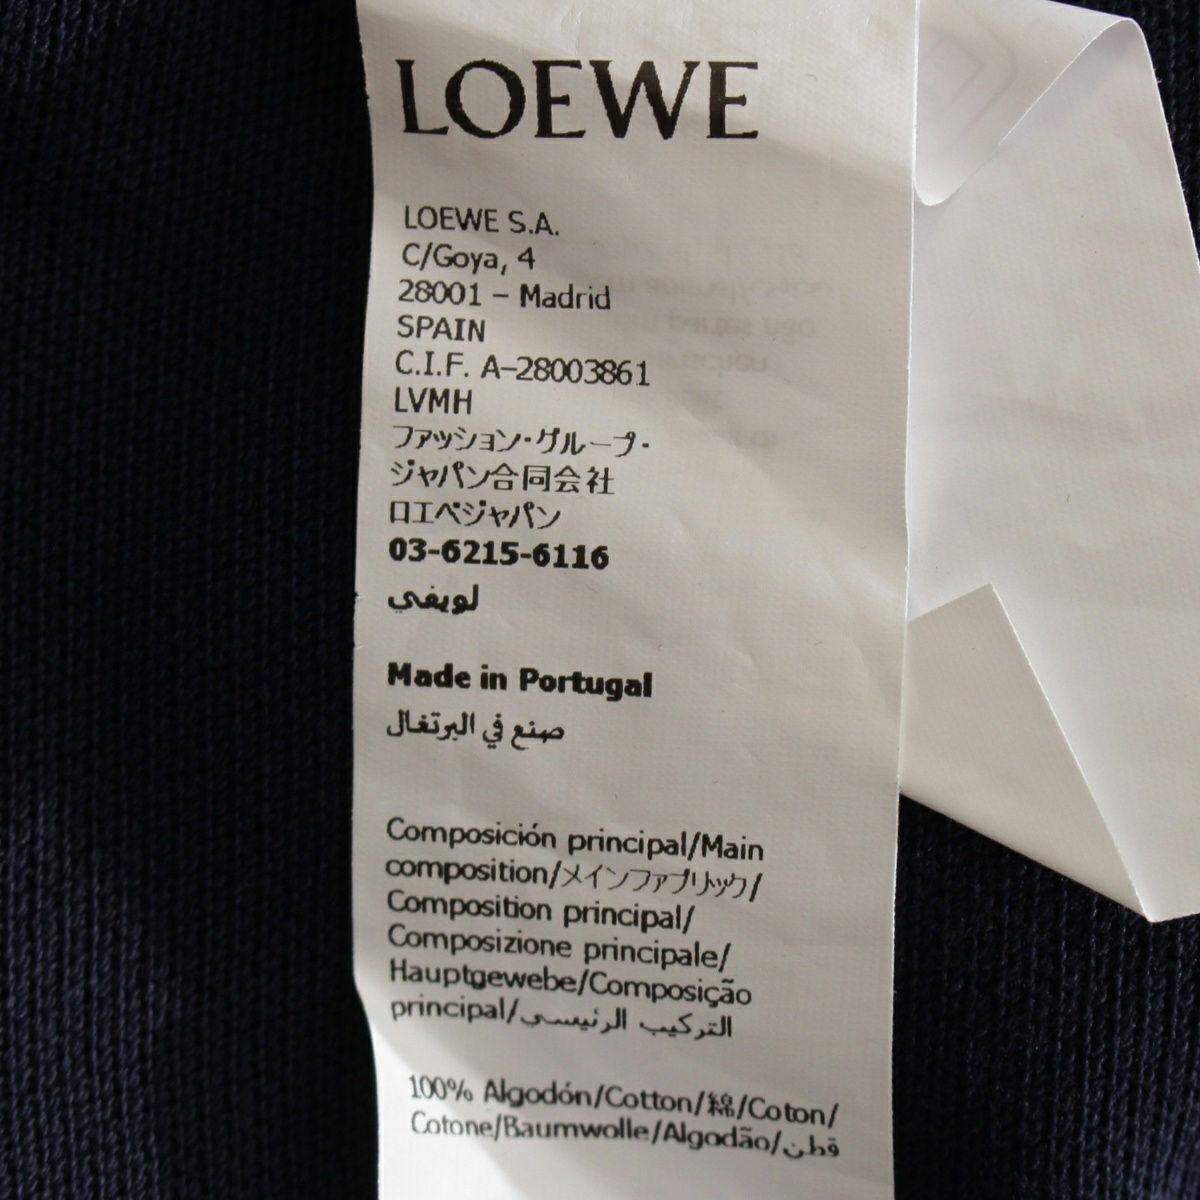 LOEWE
LOEWE S.A.
C/Goya, 4
28001 – Madrid
SPAIN
C.I.F. A-28003861
LVMH
ファッション・グループ・
ジャパン合同会社
ロエベジャパン
03-6215-6116
لويفي
Made in Portugal
صنع في البرتغال
Composición principal/Main
composition/メインファブリック/
Composition principal/
Composizione principale/
Hauptgewebe/Composição
principal/التركيب الرئيسي
100% Algodón/Cotton/綿/Coton/
Cotone/Baumwolle/Algodão/قطن